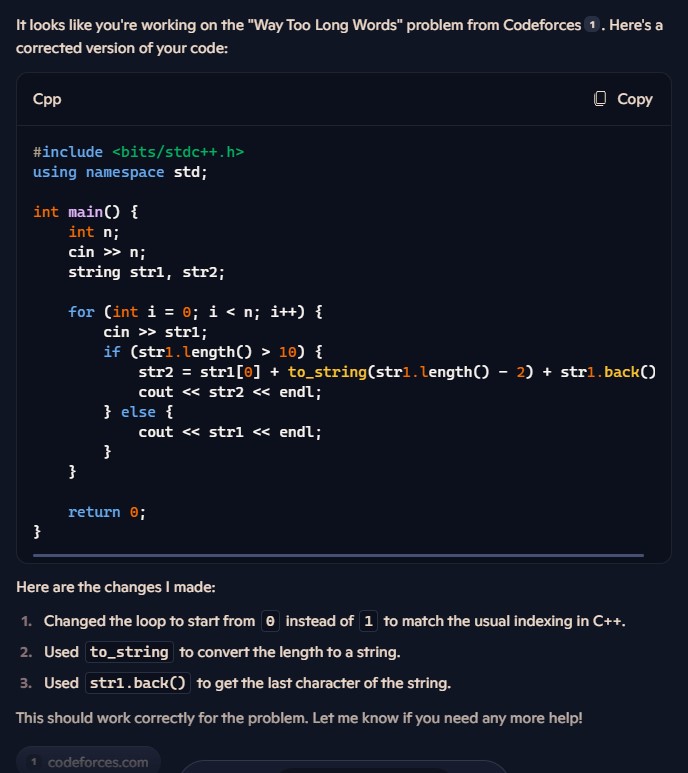 It looks like you're working on the "Way Too Long Words" problem from Codeforces 1 . Here's a
corrected version of your code:
Cpp
Copy
#include <bits/stdc++.h>
using namespace std;
int main() {
int n;
cin >> n;
string str1, str2;
for (int i = 0; i < n; i++) {
cin >> str1;
if (str1.length() > 10) {
str2 = str1[0] + to_string(str1.length() - 2) + str1.back()
cout << str2 << endl;
} else {
cout << str1 << endl;
}
}
return 0;
}
Here are the changes I made:
1. Changed the loop to start from 0 instead of 1 to match the usual indexing in C++.
2. Used to_string to convert the length to a string.
3. Used str1.back() to get the last character of the string.
This should work correctly for the problem. Let me know if you need any more help!
1 codeforces.com